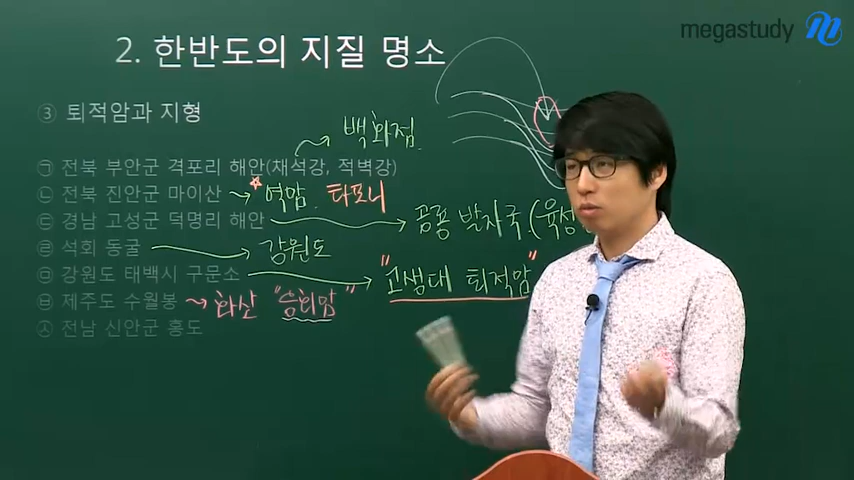 megastudy
2. 한반도의 지질 명소
③ 퇴적암과 지형
백화점
㉠ 전북 부안군 격포리 해안(채석강, 적벽강)
㉡ 전북 진안군 마이산 역암. 타포니
㉢ 경남 고성군 덕명리 해안 공룡 발자국.(육성
㉣ 석회 동굴 강원도
㉤ 강원도 태백시 구문소 "고생대 퇴적암"
㉥ 제주도 수월봉 화산 "응회암"
㉦ 전남 신안군 홍도